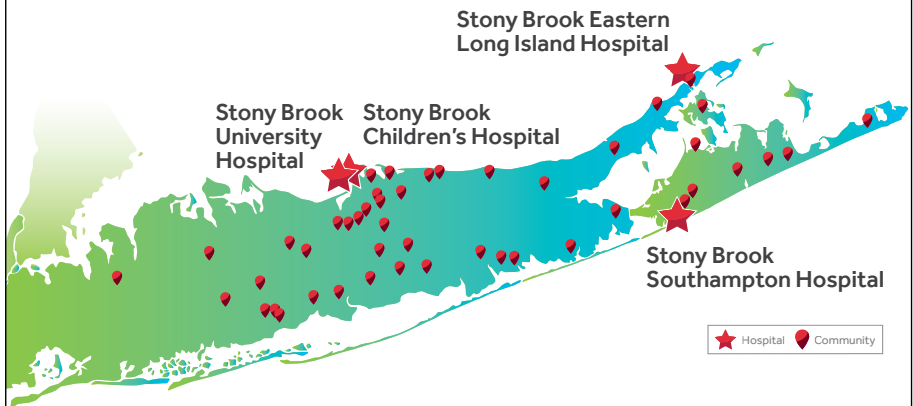 Stony Brook Eastern
Long Island Hospital
Stony Brook
University
Hospital
Stony Brook
Children's Hospital
Stony Brook
Southampton Hospital
Hospital
Community